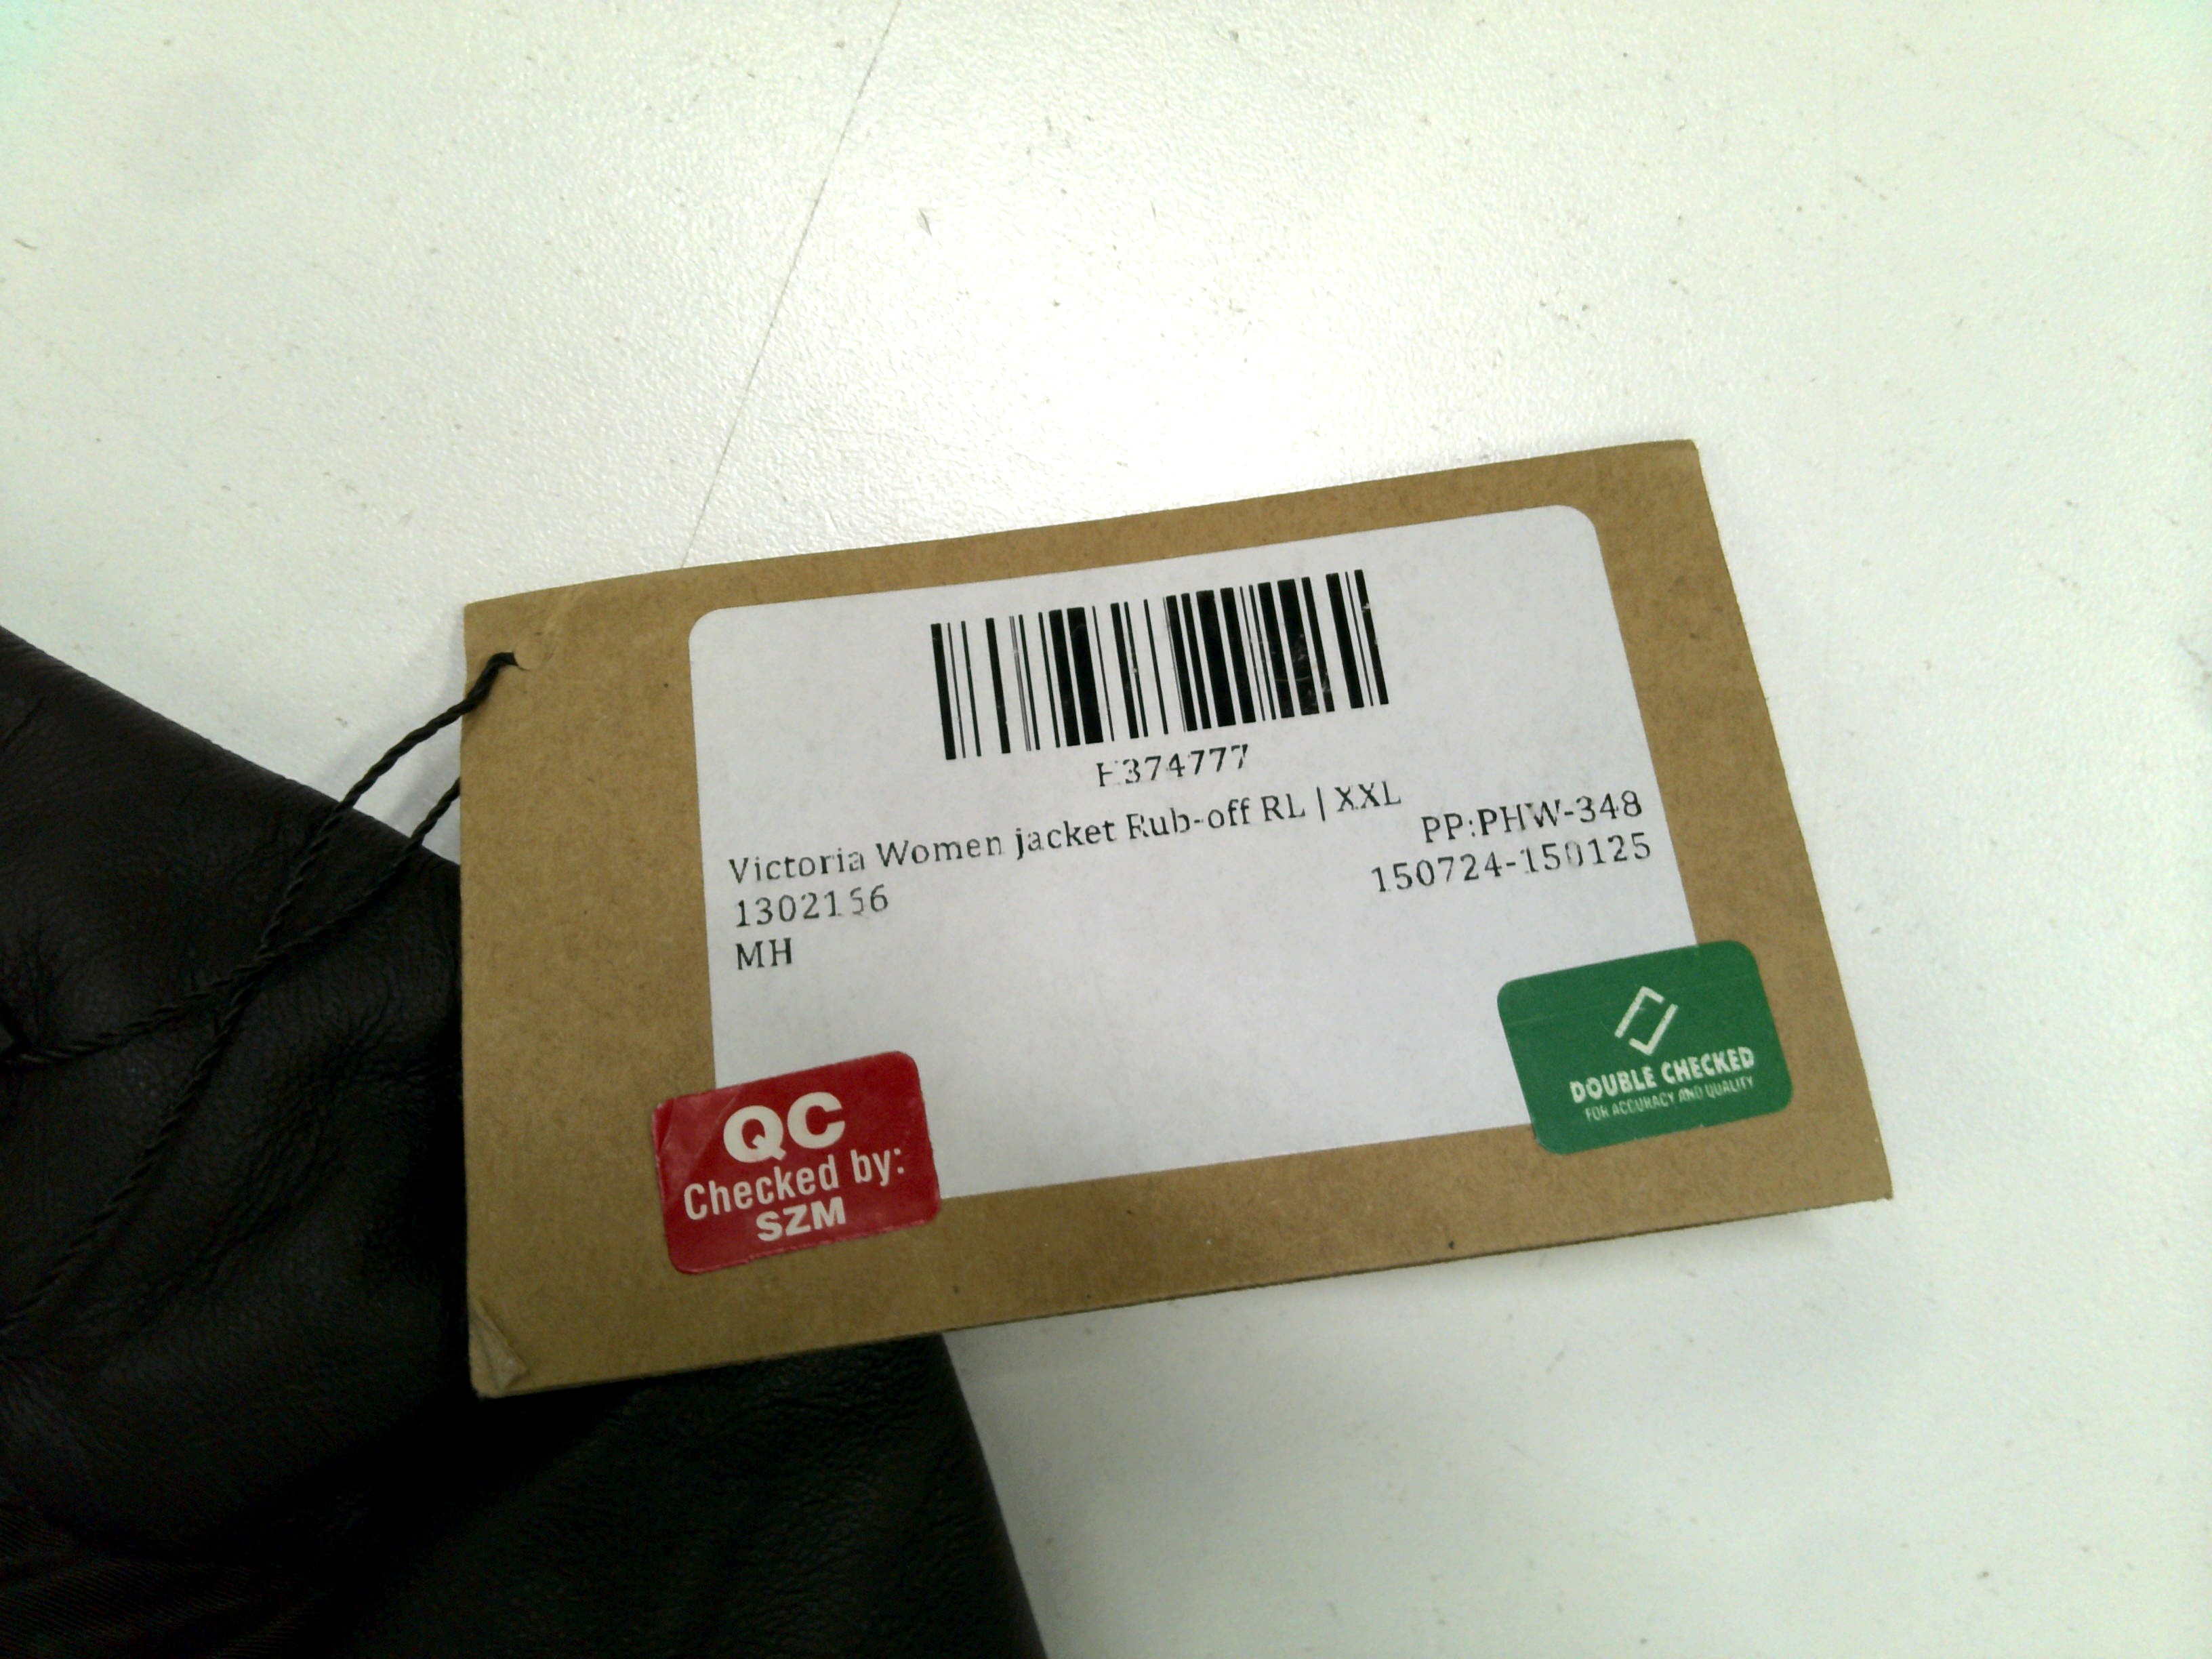 374777
Victoria Women jacket Rub-off RL | XXL
PP:PHW-348
1302156
150724-150125
MH
QC
Checked by:
SZM
DOUBLE CHECKED
FOR ACCURACY AND QUALITY